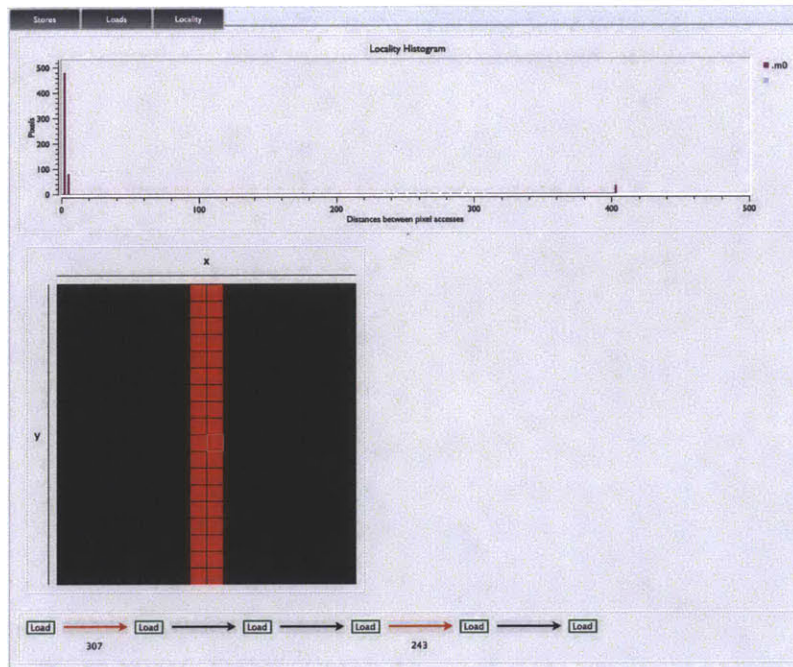 Stores Loads Locality
Locality Histogram
500
400
300
200
100
0
Pixels
.m0
0 100 200 300 400 500
Distances between pixel accesses
x
y
Load Load Load Load Load Load
307 243